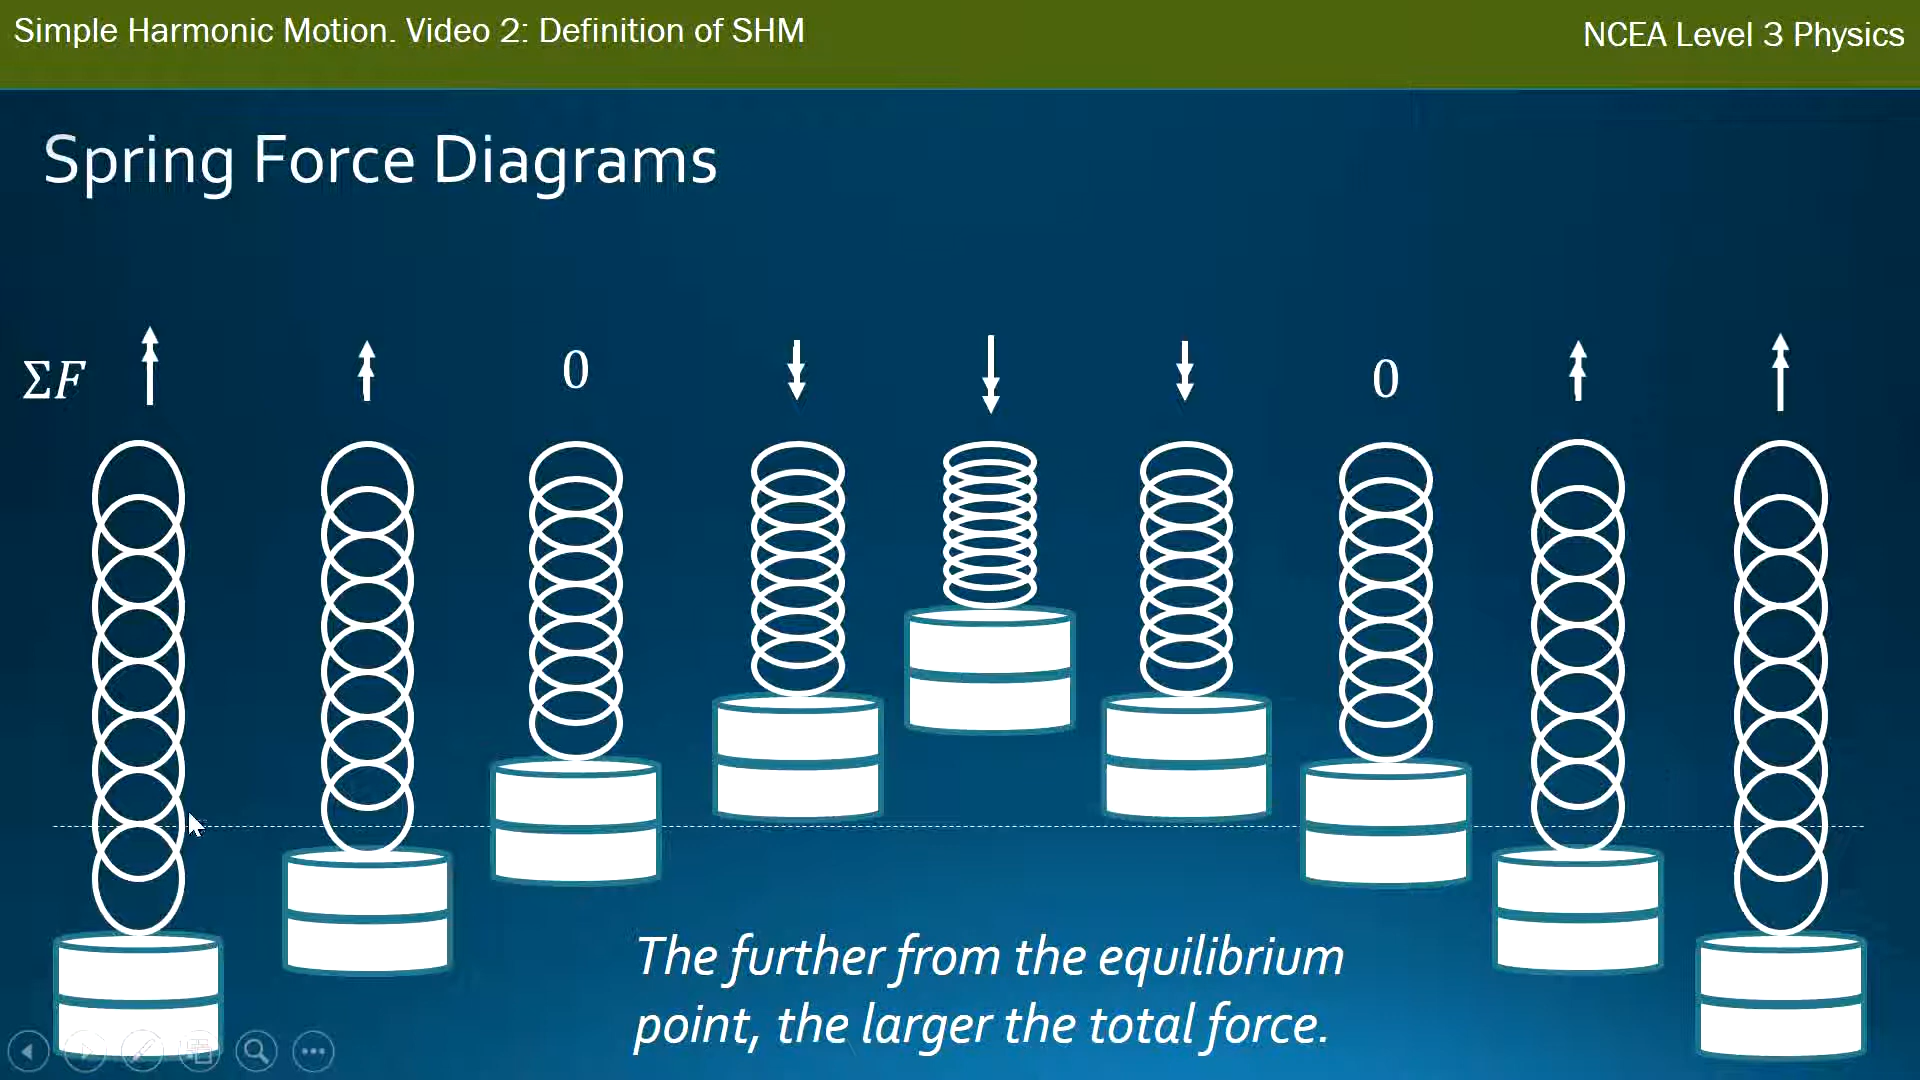 Simple Harmonic Motion. Video 2: Definition of SHM
NCEA Level 3 Physics
Spring Force Diagrams
ΣF
0
0
The further from the equilibrium
point, the larger the total force.